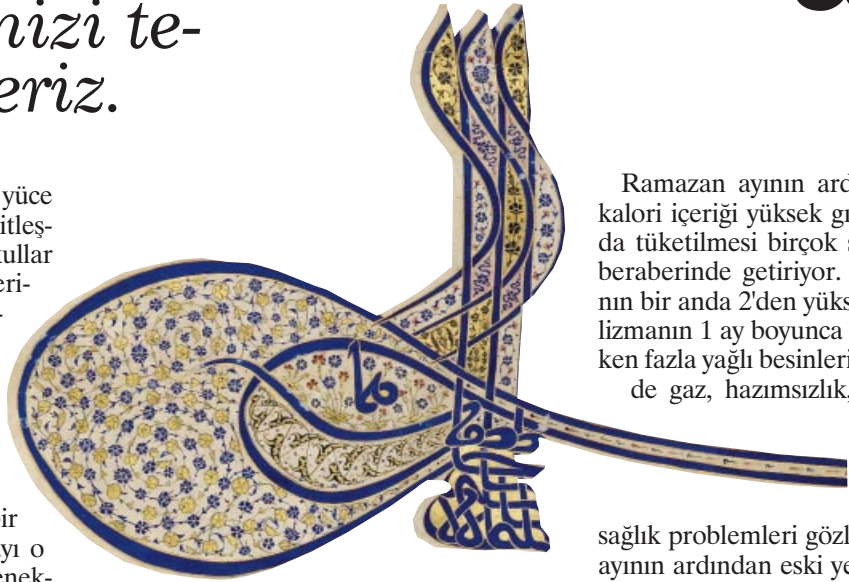 nizi te-
eriz.
yüce
itleş-
kullar
eri-
-
bir
ayı o
enek-
Ramazan ayının ard
kalori içeriği yüksek gı
da tüketilmesi birçok s
beraberinde getiriyor.
nın bir anda 2'den yüks
lizmanın 1 ay boyunca
ken fazla yağlı besinleri
de gaz, hazımsızlık,
sağlık problemleri gözl
ayının ardından eski ye